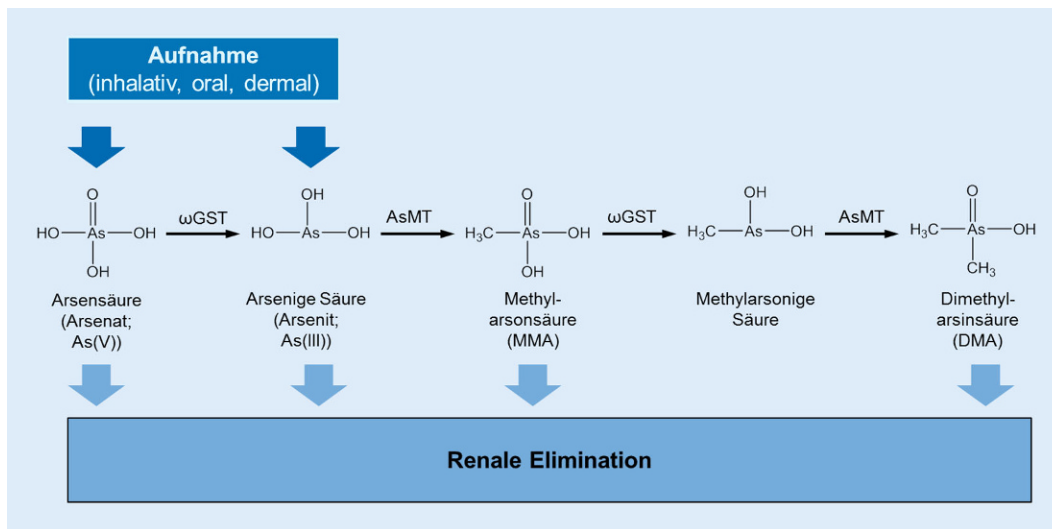 Aufnahme
(inhalativ, oral, dermal)
O
HO
As
OH
OH
ωGST
OH
HO
As
OH
AsMT
O
H₃C
As
OH
OH
ωGST
OH
H₃C
As
OH
AsMT
O
H₃C
As
OH
CH₃
Arsensäure
(Arsenat;
As(V))
Arsenige Säure
(Arsenit;
As(III))
Methyl-
arsonsäure
(MMA)
Methylarsonige
Säure
Dimethyl-
arsinsäure
(DMA)
Renale Elimination